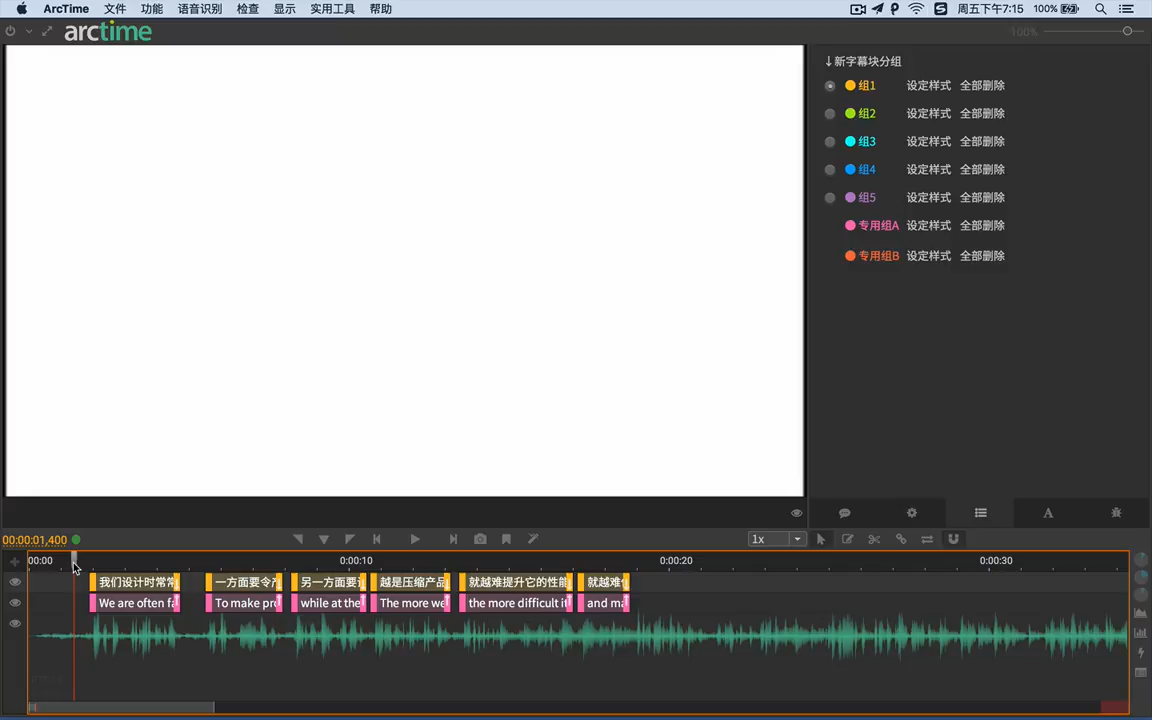 ArcTime 文件 功能 语音识别 检查 显示 实用工具 帮助 周五下午7:15 100%
arctime 100%
↓新字幕块分组
组1 设定样式 全部删除
组2 设定样式 全部删除
组3 设定样式 全部删除
组4 设定样式 全部删除
组5 设定样式 全部删除
专用组A 设定样式 全部删除
专用组B 设定样式 全部删除
00:00:01,400 1x
00:00 0:00:10 0:00:20 0:00:30
我们设计时常常 一方面要令产 另一方面要 越是压缩产品 就越难提升它的性能 就越难
We are often fa To make pro while at the The more we the more difficult it and ma